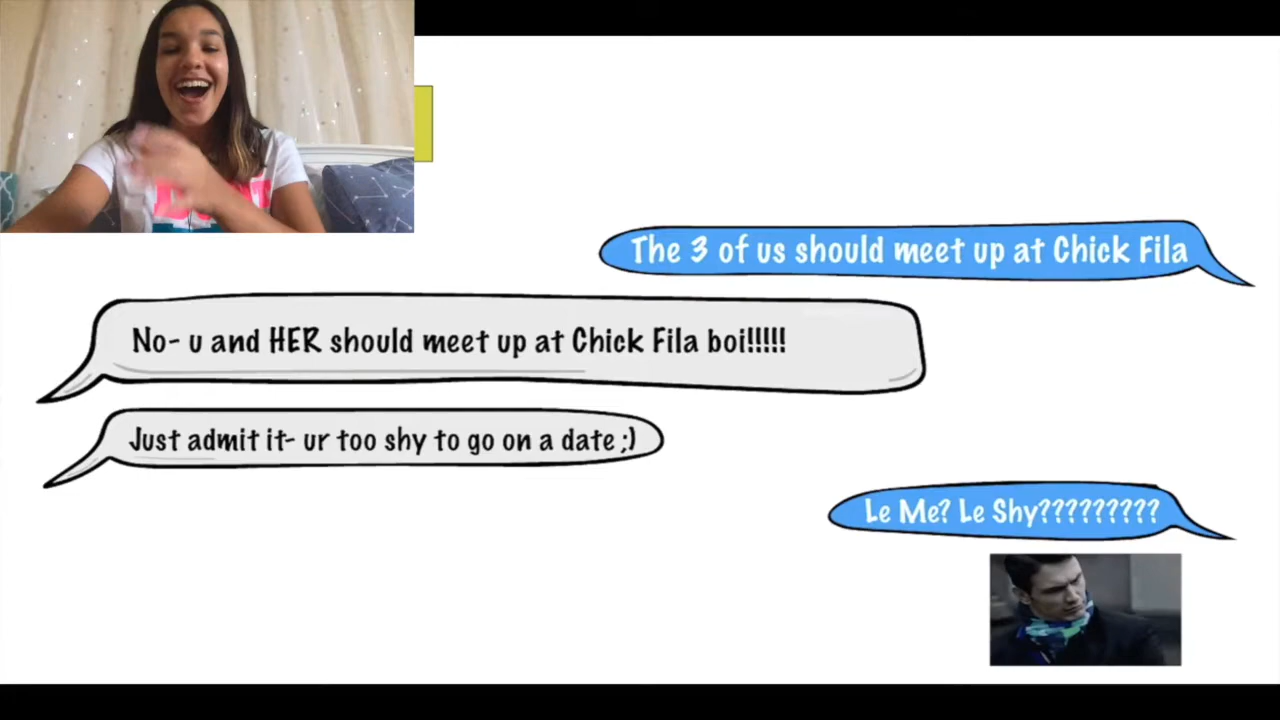 The 3 of us should meet up at Chick Fila
No- u and HER should meet up at Chick Fila boi!!!!!
Just admit it- ur too shy to go on a date ;)
Le Me? Le Shy?????????